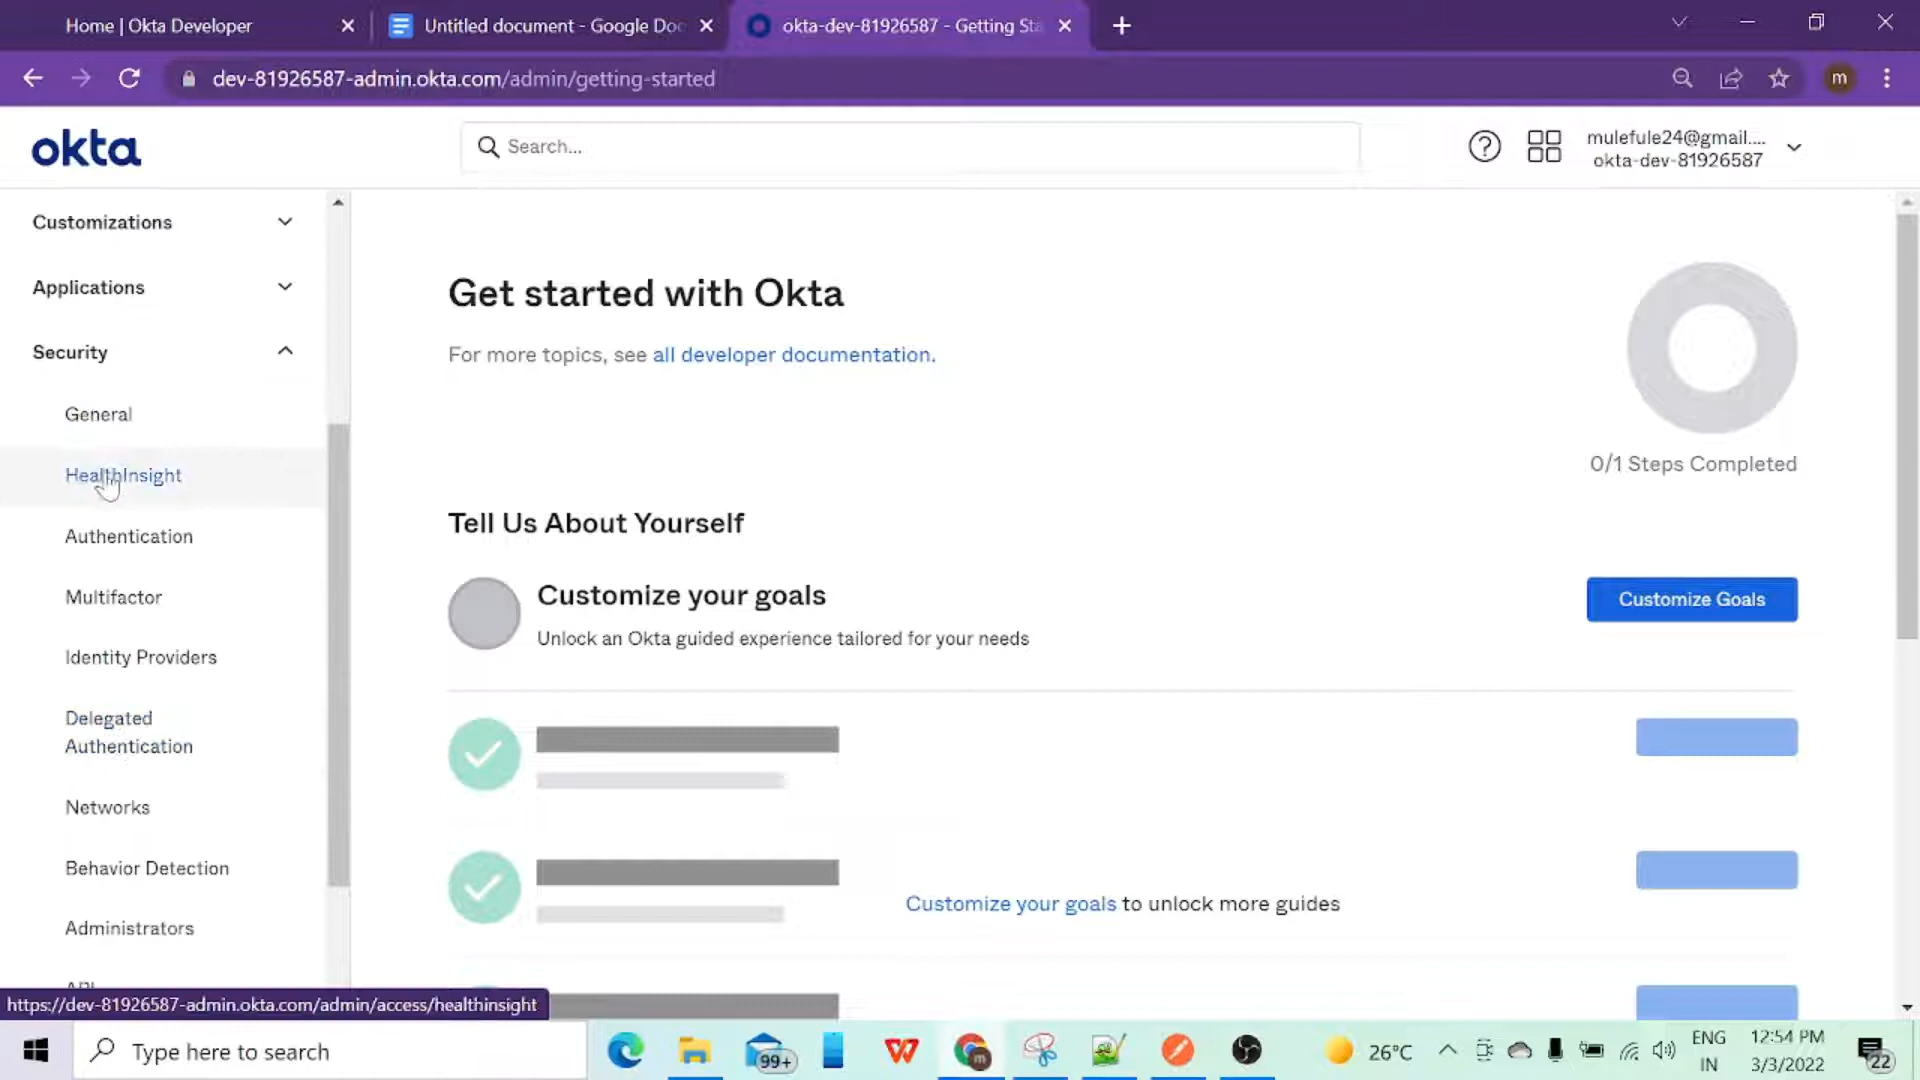 Home | Okta Developer
Untitled document - Google Doc
okta-dev-81926587 - Getting Sta
dev-81926587-admin.okta.com/admin/getting-started
m
okta
Search...
mulefule24@gmail....
okta-dev-81926587
Customizations
Applications
Security
General
HealthInsight
Authentication
Multifactor
Identity Providers
Delegated
Authentication
Networks
Behavior Detection
Administrators
API
Get started with Okta
For more topics, see all developer documentation.
0/1 Steps Completed
Tell Us About Yourself
Customize your goals
Unlock an Okta guided experience tailored for your needs
Customize Goals
Customize your goals to unlock more guides
https://dev-81926587-admin.okta.com/admin/access/healthinsight
Type here to search
99+
m
26°C
ENG
IN
12:54 PM
3/3/2022
22